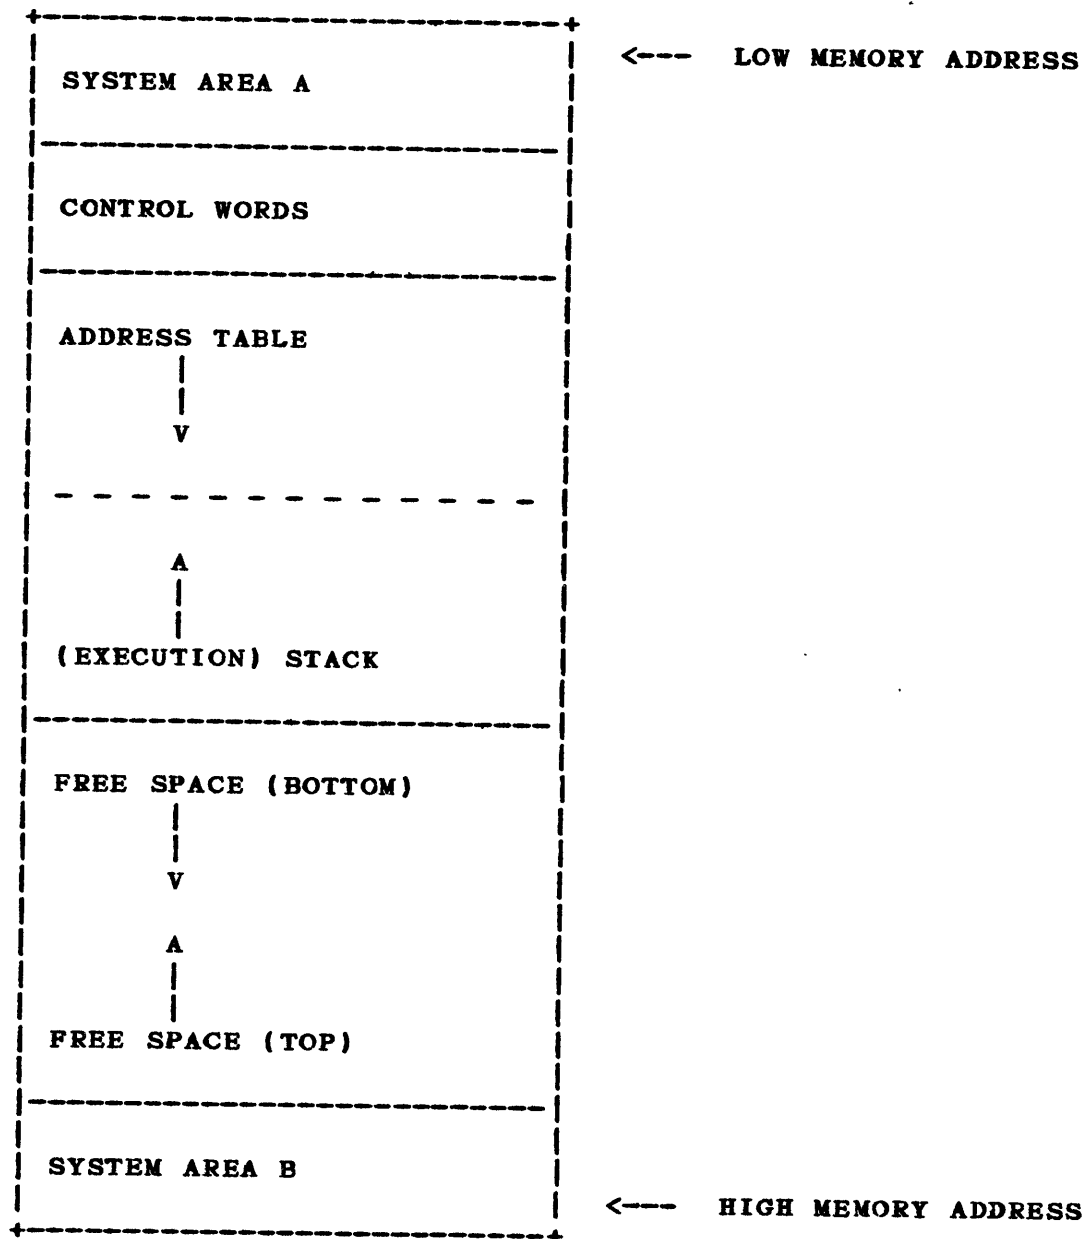 <--- LOW MEMORY ADDRESS
SYSTEM AREA A
CONTROL WORDS
ADDRESS TABLE
V
A
(EXECUTION) STACK
FREE SPACE (BOTTOM)
V
A
FREE SPACE (TOP)
SYSTEM AREA B
<--- HIGH MEMORY ADDRESS